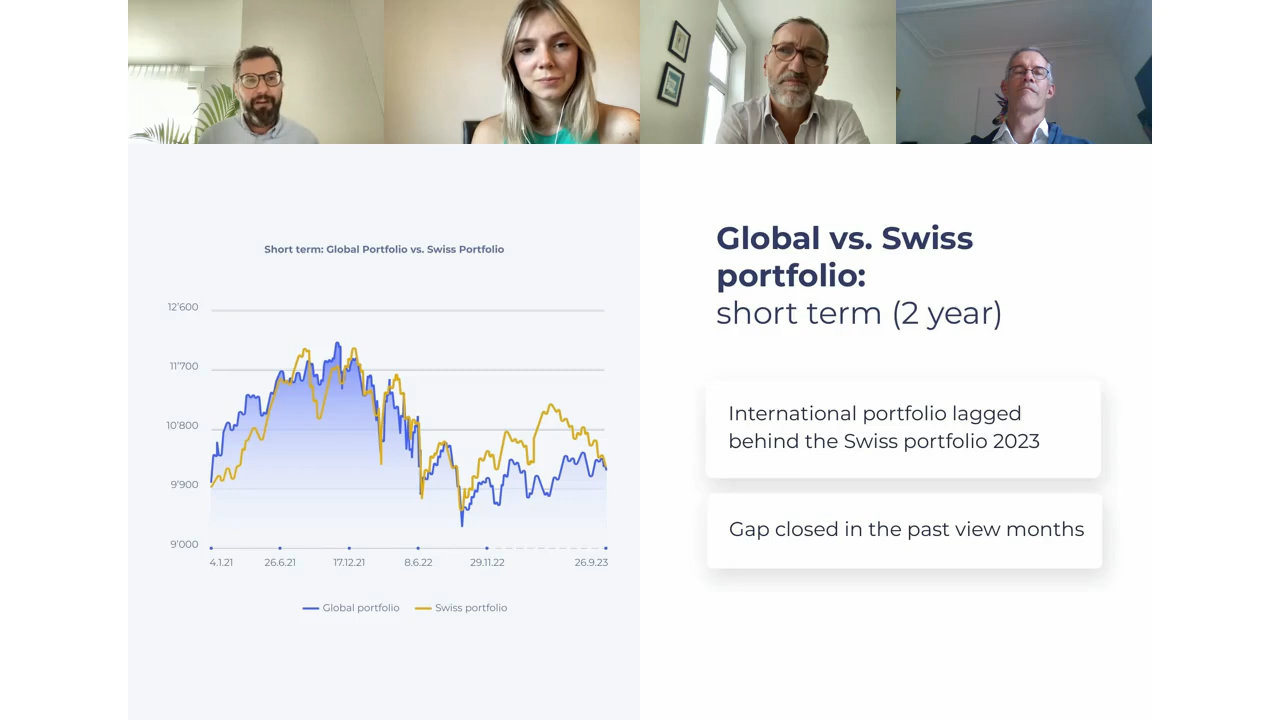 Short term: Global Portfolio vs. Swiss Portfolio
12'600
11'700
10'800
9'900
9'000
4.1.21 26.6.21 17.12.21 8.6.22 29.11.22 26.9.23
Global portfolio Swiss portfolio
Global vs. Swiss
portfolio:
short term (2 year)
International portfolio lagged
behind the Swiss portfolio 2023
Gap closed in the past view months